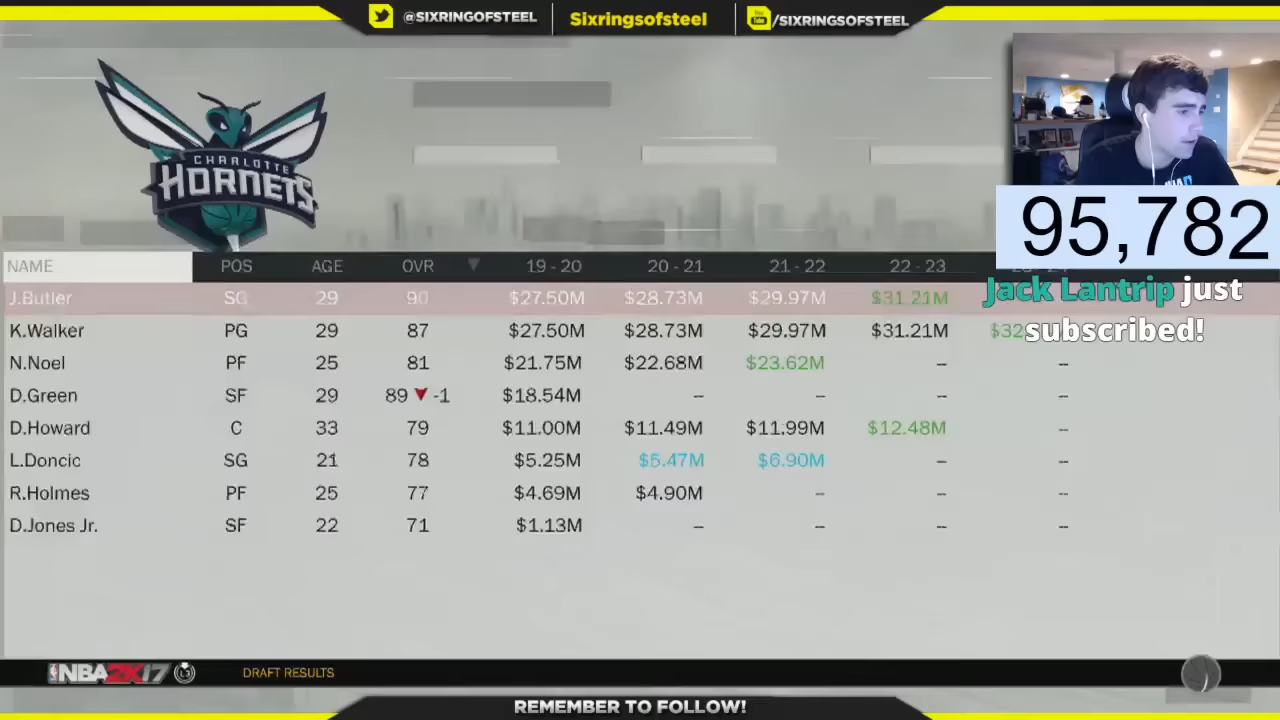 @SIXRINGOFSTEEL
Sixringsofsteel
You Tube
/SIXRINGSOFSTEEL
CHARLOTTE
HORNETS
95,782
Jack Lantrip just
subscribed!
NAME POS AGE OVR 19 - 20 20 - 21 21 - 22 22 - 23
J.Butler SG 29 90 $27.50M $28.73M $29.97M $31.21M
K.Walker PG 29 87 $27.50M $28.73M $29.97M $31.21M $32
N.Noel PF 25 81 $21.75M $22.68M $23.62M -- --
D.Green SF 29 89 ▼ -1 $18.54M -- -- -- --
D.Howard C 33 79 $11.00M $11.49M $11.99M $12.48M --
L.Doncic SG 21 78 $5.25M $5.47M $6.90M -- --
R.Holmes PF 25 77 $4.69M $4.90M -- -- --
D.Jones Jr. SF 22 71 $1.13M -- -- -- --
NBA2K17 L3 DRAFT RESULTS
REMEMBER TO FOLLOW!